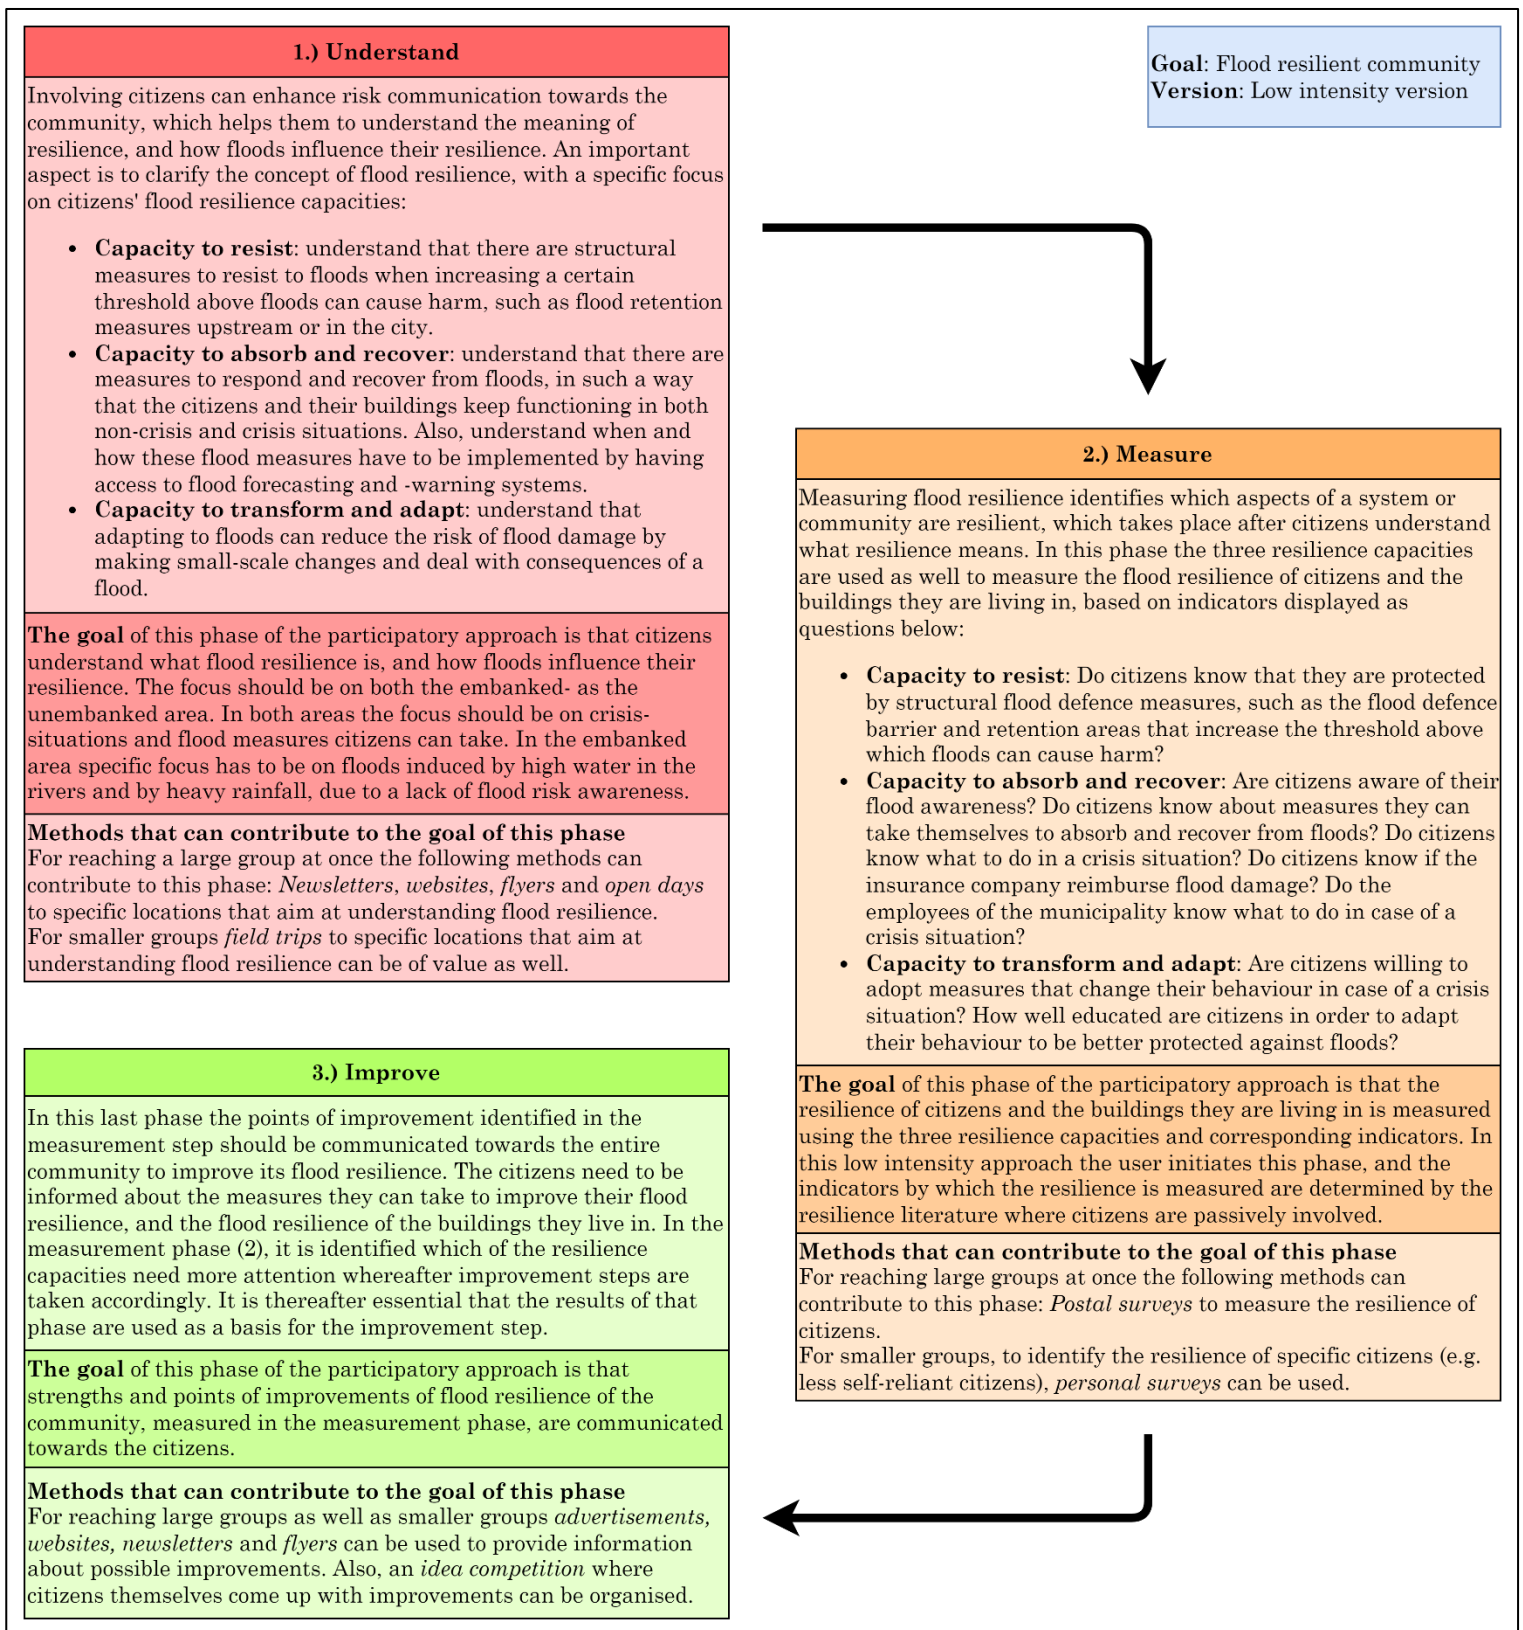 1.) Understand
Involving citizens can enhance risk communication towards the
community, which helps them to understand the meaning of
resilience, and how floods influence their resilience. An important
aspect is to clarify the concept of flood resilience, with a specific focus
on citizens' flood resilience capacities:
• Capacity to resist: understand that there are structural
measures to resist to floods when increasing a certain
threshold above floods can cause harm, such as flood retention
measures upstream or in the city.
• Capacity to absorb and recover: understand that there are
measures to respond and recover from floods, in such a way
that the citizens and their buildings keep functioning in both
non-crisis and crisis situations. Also, understand when and
how these flood measures have to be implemented by having
access to flood forecasting and -warning systems.
• Capacity to transform and adapt: understand that
adapting to floods can reduce the risk of flood damage by
making small-scale changes and deal with consequences of a
flood.
The goal of this phase of the participatory approach is that citizens
understand what flood resilience is, and how floods influence their
resilience. The focus should be on both the embanked- as the
unembanked area. In both areas the focus should be on crisis-
situations and flood measures citizens can take. In the embanked
area specific focus has to be on floods induced by high water in the
rivers and by heavy rainfall, due to a lack of flood risk awareness.
Methods that can contribute to the goal of this phase
For reaching a large group at once the following methods can
contribute to this phase: Newsletters, websites, flyers and open days
to specific locations that aim at understanding flood resilience.
For smaller groups field trips to specific locations that aim at
understanding flood resilience can be of value as well.
Goal: Flood resilient community
Version: Low intensity version
2.) Measure
Measuring flood resilience identifies which aspects of a system or
community are resilient, which takes place after citizens understand
what resilience means. In this phase the three resilience capacities
are used as well to measure the flood resilience of citizens and the
buildings they are living in, based on indicators displayed as
questions below:
• Capacity to resist: Do citizens know that they are protected
by structural flood defence measures, such as the flood defence
barrier and retention areas that increase the threshold above
which floods can cause harm?
• Capacity to absorb and recover: Are citizens aware of their
flood awareness? Do citizens know about measures they can
take themselves to absorb and recover from floods? Do citizens
know what to do in a crisis situation? Do citizens know if the
insurance company reimburse flood damage? Do the
employees of the municipality know what to do in case of a
crisis situation?
• Capacity to transform and adapt: Are citizens willing to
adopt measures that change their behaviour in case of a crisis
situation? How well educated are citizens in order to adapt
their behaviour to be better protected against floods?
The goal of this phase of the participatory approach is that the
resilience of citizens and the buildings they are living in is measured
using the three resilience capacities and corresponding indicators. In
this low intensity approach the user initiates this phase, and the
indicators by which the resilience is measured are determined by the
resilience literature where citizens are passively involved.
Methods that can contribute to the goal of this phase
For reaching large groups at once the following methods can
contribute to this phase: Postal surveys to measure the resilience of
citizens.
For smaller groups, to identify the resilience of specific citizens (e.g.
less self-reliant citizens), personal surveys can be used.
3.) Improve
In this last phase the points of improvement identified in the
measurement step should be communicated towards the entire
community to improve its flood resilience. The citizens need to be
informed about the measures they can take to improve their flood
resilience, and the flood resilience of the buildings they live in. In the
measurement phase (2), it is identified which of the resilience
capacities need more attention whereafter improvement steps are
taken accordingly. It is thereafter essential that the results of that
phase are used as a basis for the improvement step.
The goal of this phase of the participatory approach is that
strengths and points of improvements of flood resilience of the
community, measured in the measurement phase, are communicated
towards the citizens.
Methods that can contribute to the goal of this phase
For reaching large groups as well as smaller groups advertisements,
websites, newsletters and flyers can be used to provide information
about possible improvements. Also, an idea competition where
citizens themselves come up with improvements can be organised.